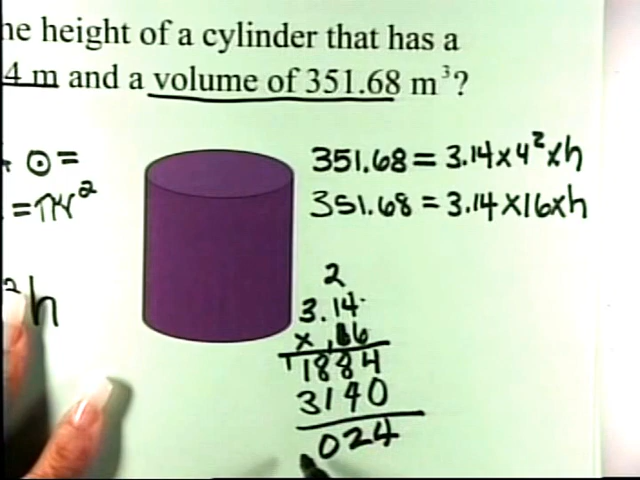 he height of a cylinder that has a
4 m and a volume of 351.68 m³?
351.68 = 3.14 x 4² x h
⊙ =
351.68 = 3.14 x 16 x h
= πr²
² h
2
3.14
x .16
1884
3140
024